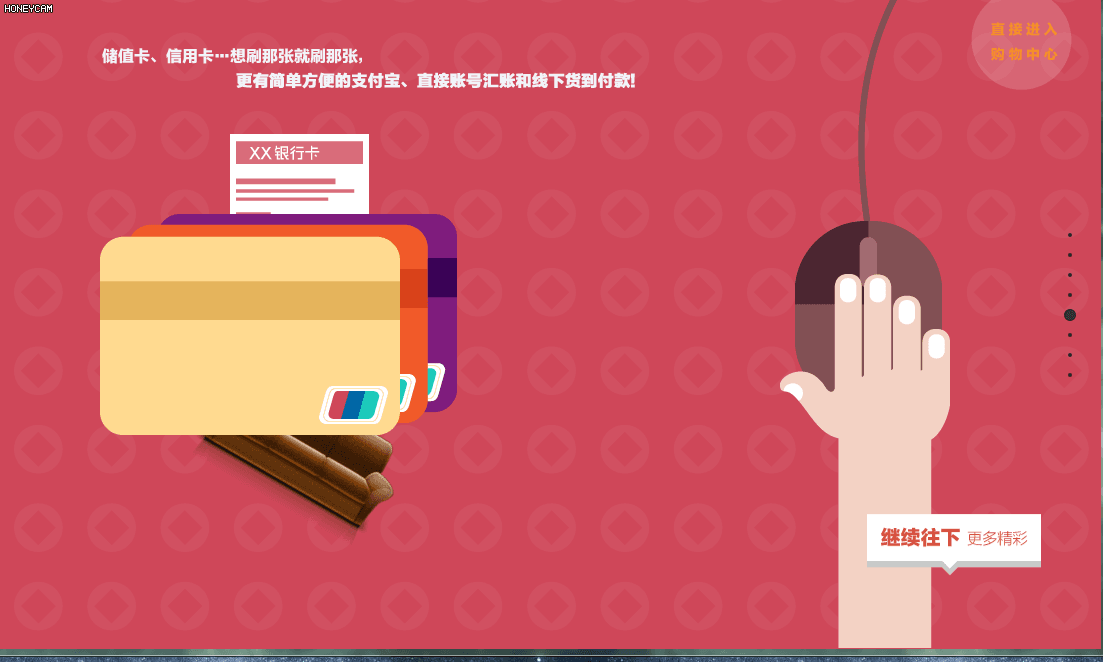 HONEYCAM
直接进入
购物中心
储值卡、信用卡…想刷那张就刷那张,
更有简单方便的支付宝、直接账号汇账和线下货到付款!
XX银行卡
继续往下 更多精彩